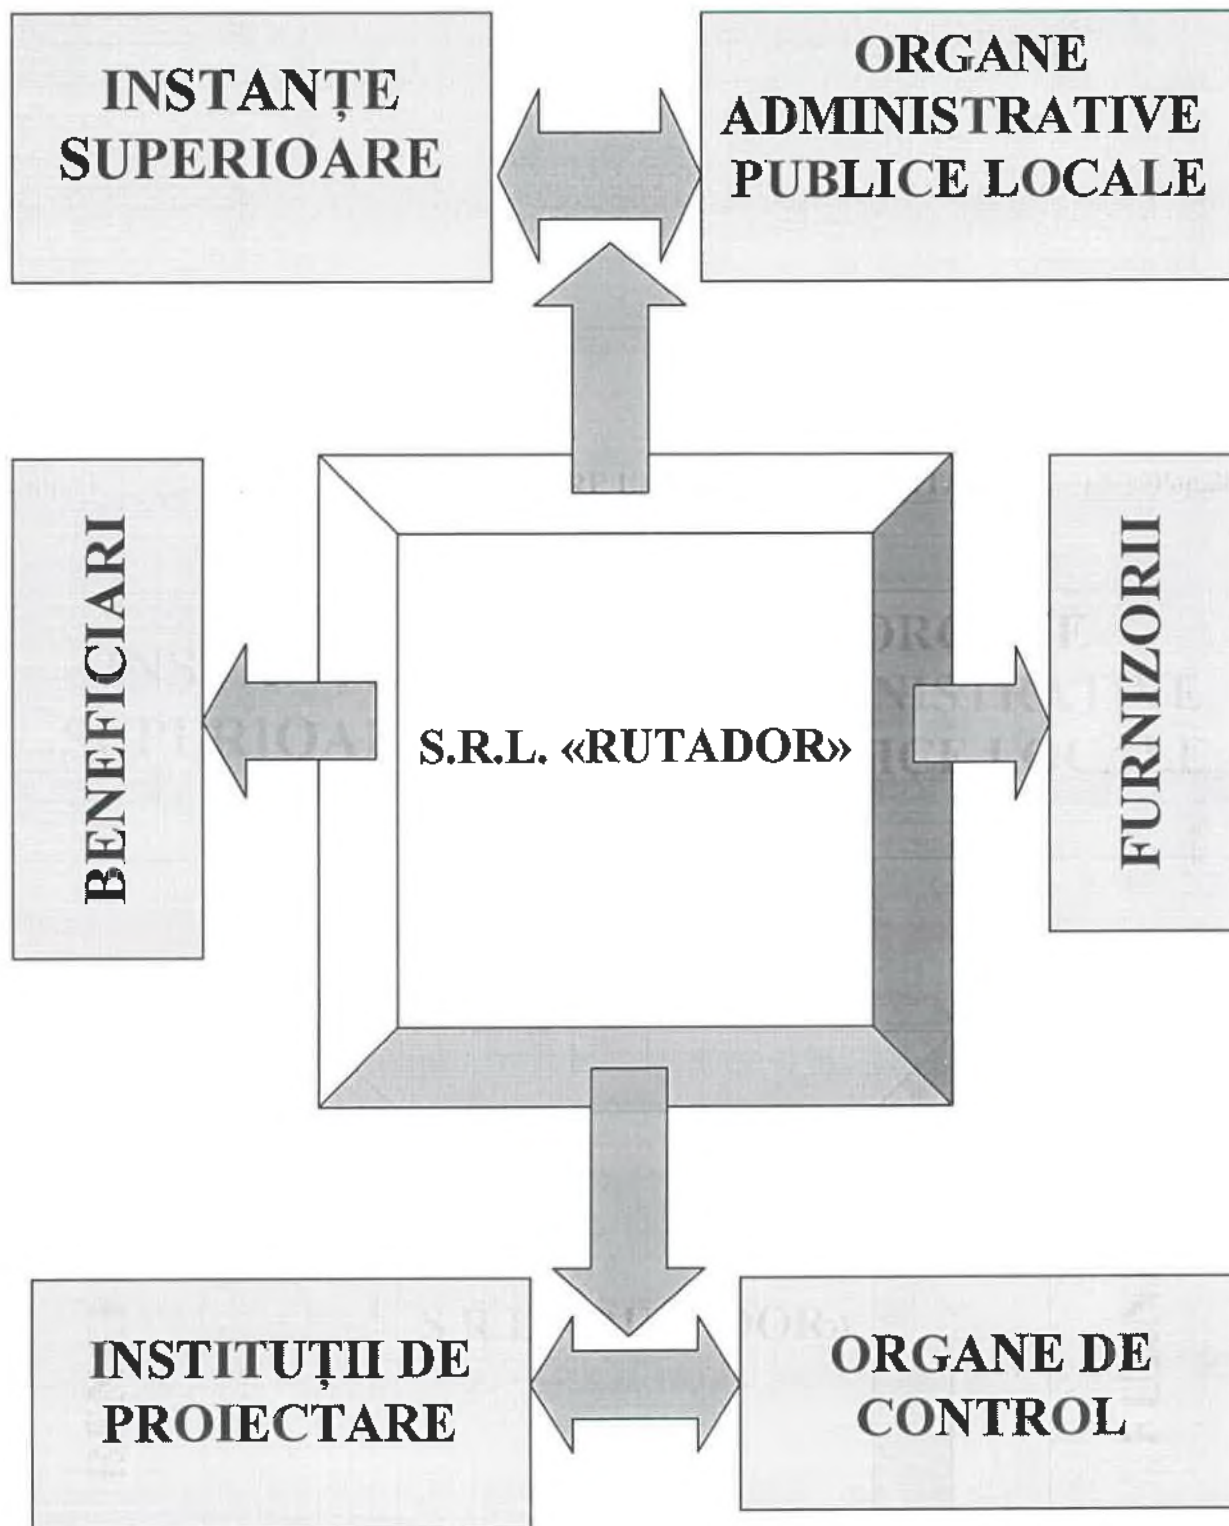 INSTANȚE
SUPERIOARE
ORGANE
ADMINISTRATIVE
PUBLICE LOCALE
BENEFICIARI
S.R.L. «RUTADOR»
FURNIZORII
INSTITUȚII DE
PROIECTARE
ORGANE DE
CONTROL